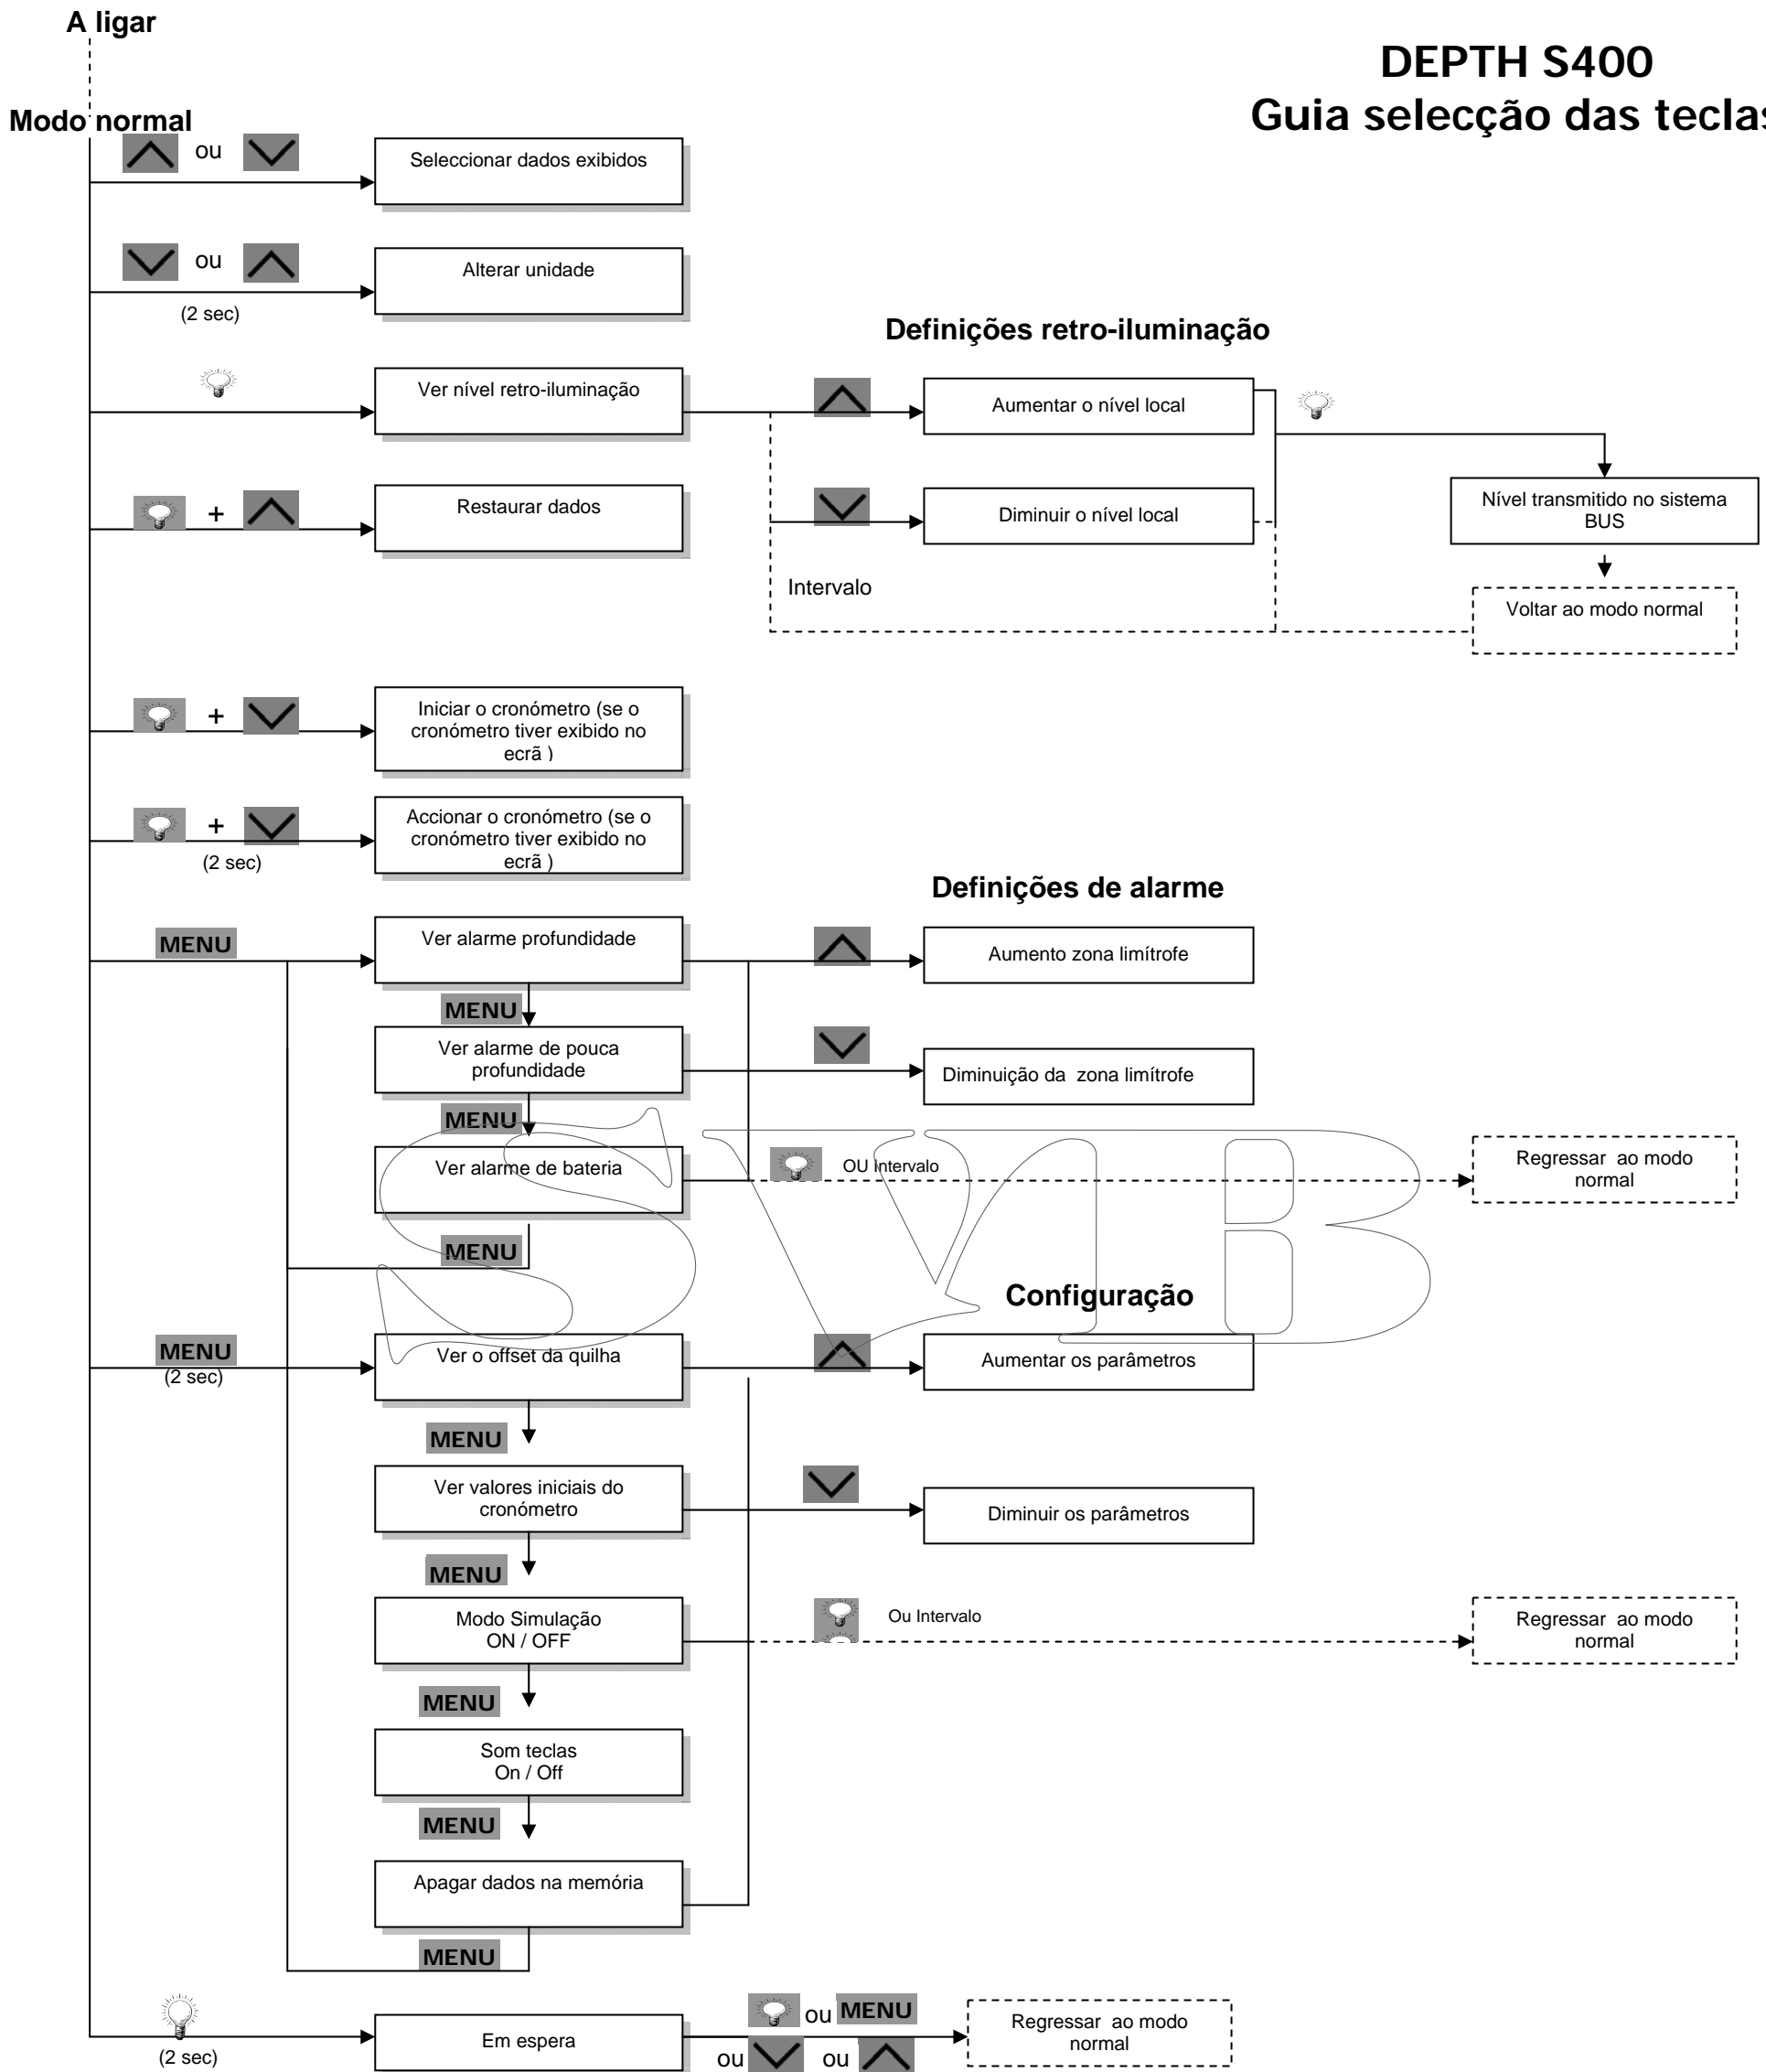 A ligar
DEPTH S400
Guia selecção das teclas
Modo normal
ou
Seleccionar dados exibidos
ou
Alterar unidade
(2 sec)
Definições retro-iluminação
Ver nível retro-iluminação
Aumentar o nível local
+
Restaurar dados
Diminuir o nível local
Nível transmitido no sistema
BUS
Intervalo
Voltar ao modo normal
+
Iniciar o cronómetro (se o
cronómetro tiver exibido no
ecrã )
+
Accionar o cronómetro (se o
cronómetro tiver exibido no
ecrã )
(2 sec)
Definições de alarme
MENU
Ver alarme profundidade
Aumento zona limítrofe
MENU
Ver alarme de pouca
profundidade
Diminuição da  zona limítrofe
MENU
Ver alarme de bateria
OU Intervalo
Regressar  ao modo
normal
MENU
SVB
Configuração
MENU
(2 sec)
Ver o offset da quilha
Aumentar os parâmetros
MENU
Ver valores iniciais do
cronómetro
Diminuir os parâmetros
MENU
Modo Simulação
ON / OFF
Ou Intervalo
Regressar  ao modo
normal
MENU
Som teclas
On / Off
MENU
Apagar dados na memória
MENU
(2 sec)
Em espera
ou MENU
ou
ou
Regressar  ao modo
normal